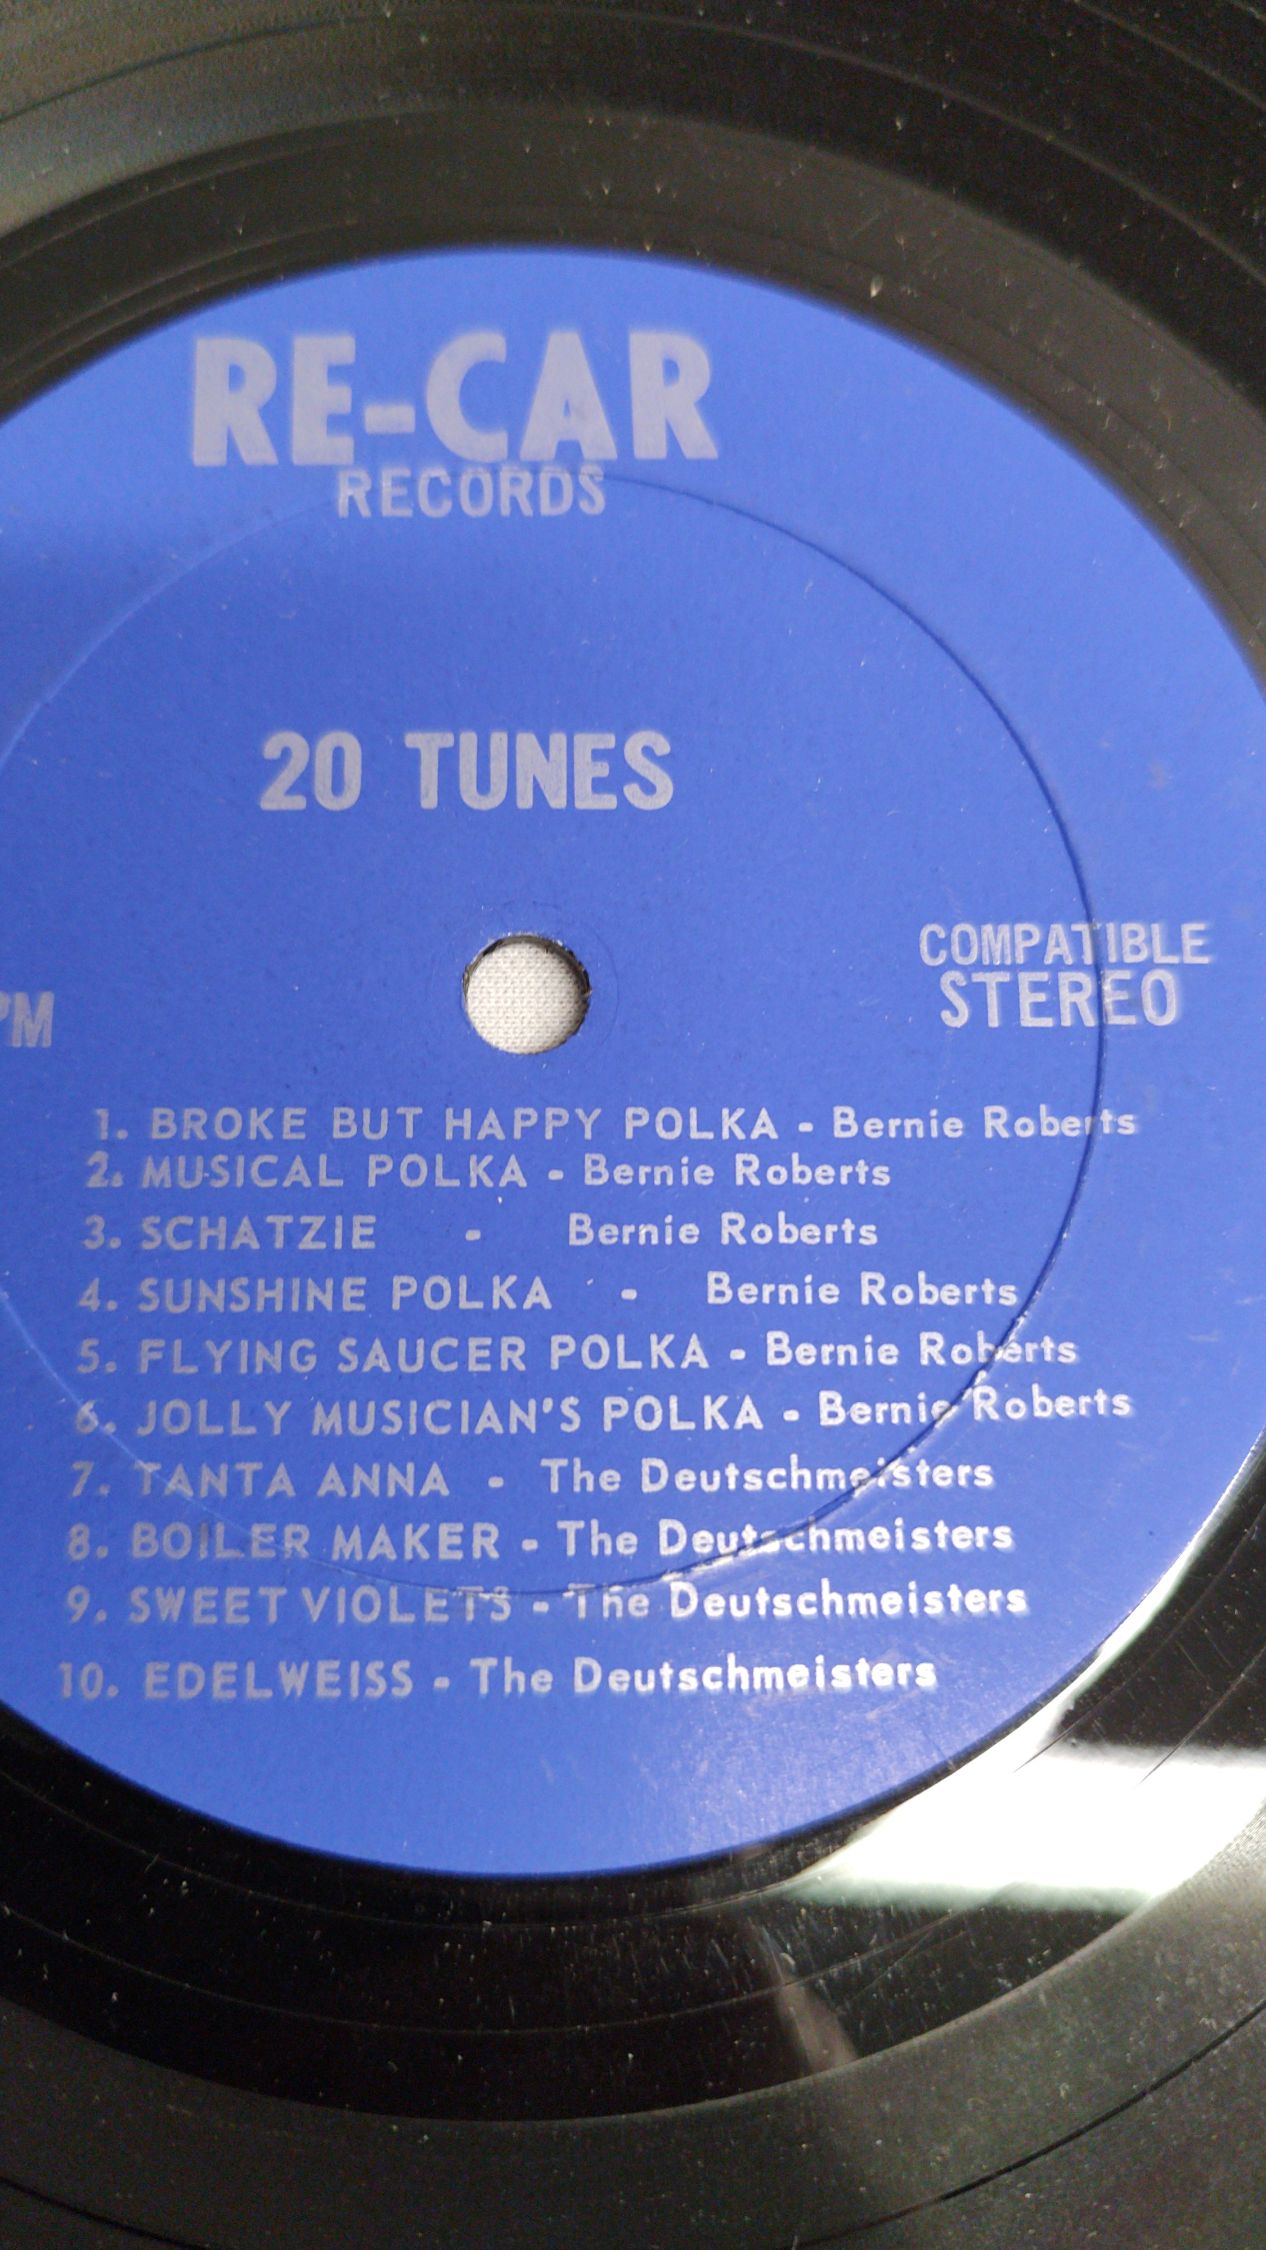 RE-CAR
RECORDS
20 TUNES
COMPATIBLE
STEREO
PM
1. BROKE BUT HAPPY POLKA - Bernie Roberts
2. MUSICAL POLKA - Bernie Roberts
3. SCHATZIE - Bernie Roberts
4. SUNSHINE POLKA - Bernie Roberts
5. FLYING SAUCER POLKA - Bernie Roberts
6. JOLLY MUSICIAN'S POLKA - Bernie Roberts
7. TANTA ANNA - The Deutschmeisters
8. BOILER MAKER - The Deutschmeisters
9. SWEET VIOLETS - The Deutschmeisters
10. EDELWEISS - The Deutschmeisters